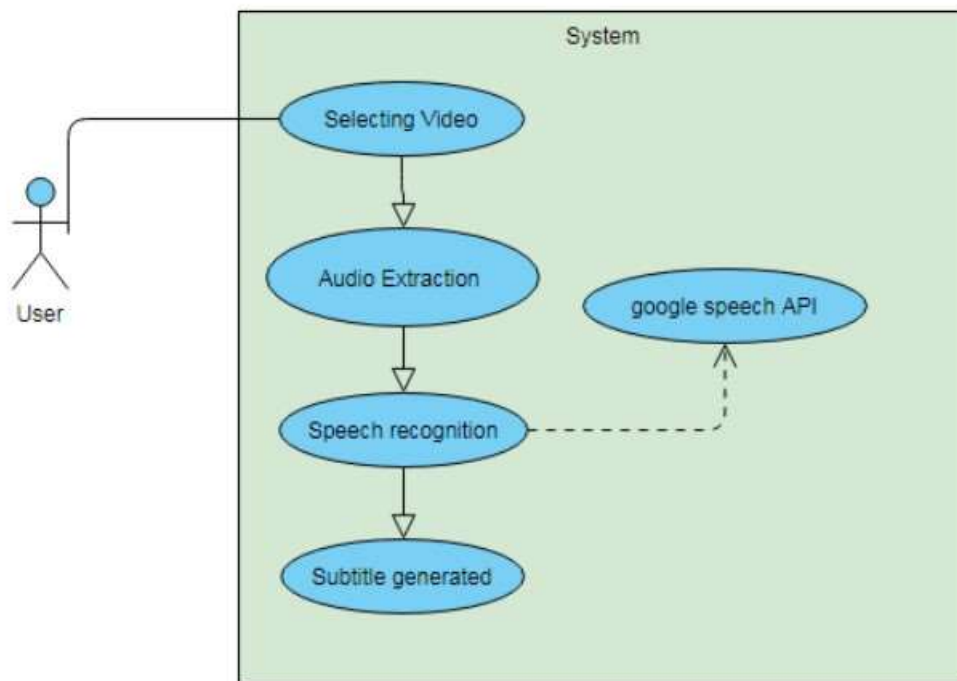 System
Selecting Video
Audio Extraction
google speech API
User
Speech recognition
Subtitle generated